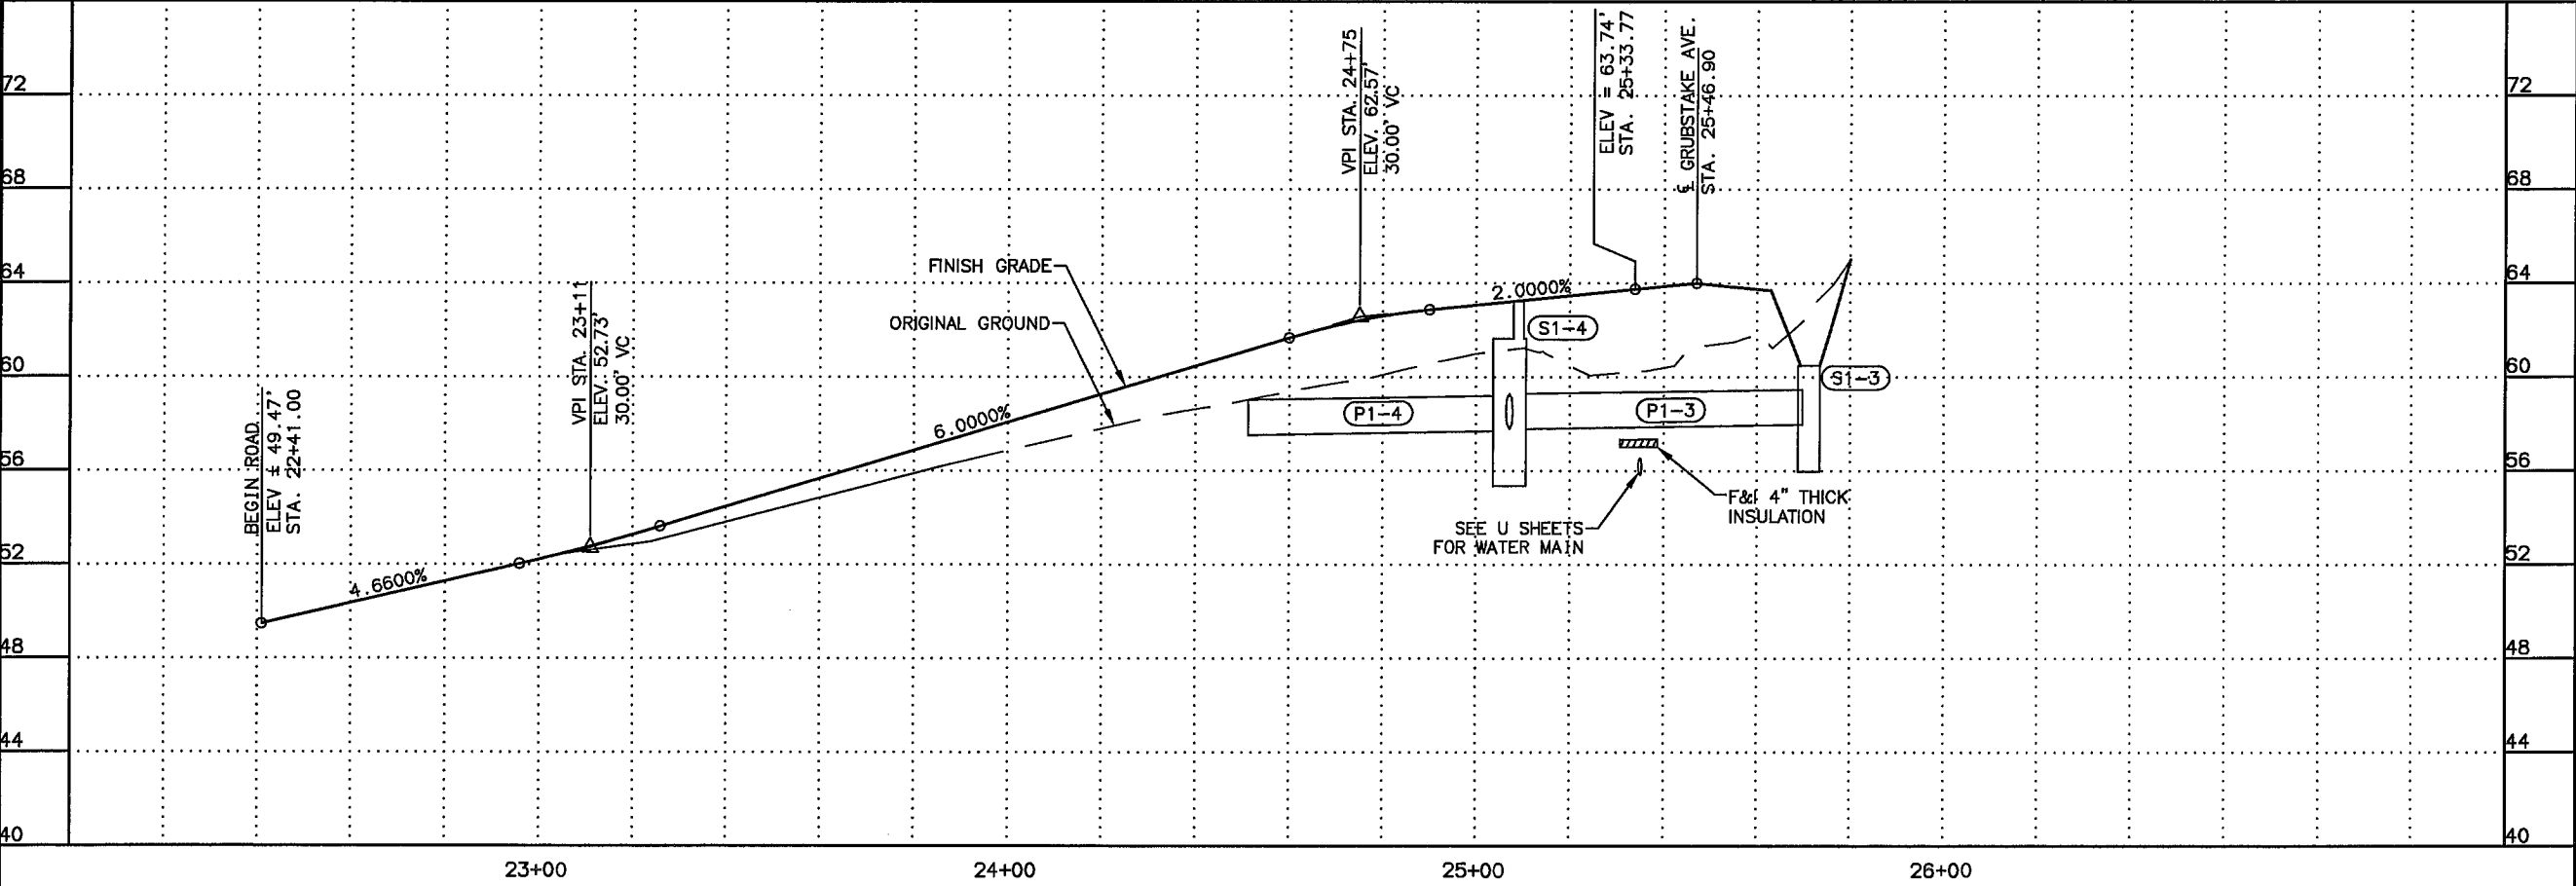 72
68
64
60
56
52
48
44
40
BEGIN ROAD
ELEV ± 49.47'
STA. 22+41.00
4.6600%
VPI STA. 23+11
ELEV. 52.73'
30.00' VC
6.0000%
FINISH GRADE
ORIGINAL GROUND
VPI STA. 24+75
ELEV. 62.57'
30.00' VC
2.0000%
ELEV = 63.74'
STA. 25+33.77
℄ GRUBSTAKE AVE.
STA. 25+46.90
S1-4
S1-3
P1-4
P1-3
F&I 4" THICK
INSULATION
SEE U SHEETS
FOR WATER MAIN
72
68
64
60
56
52
48
44
40
23+00
24+00
25+00
26+00